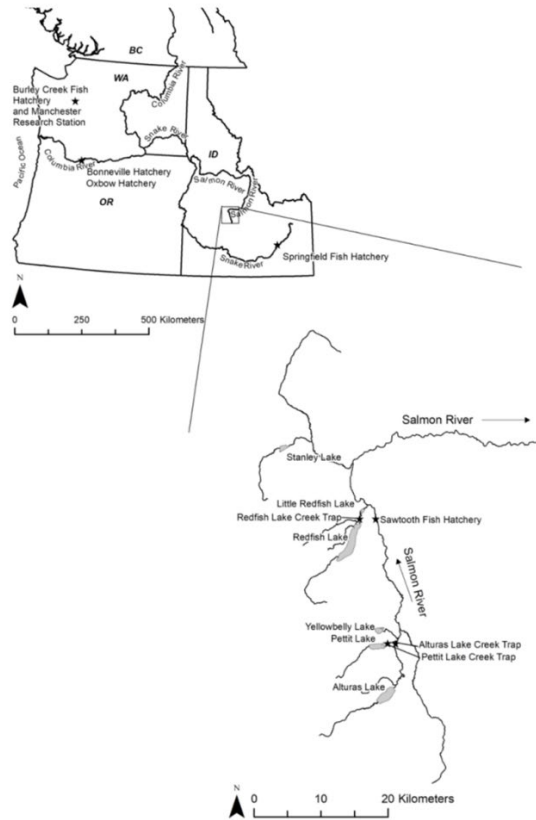 BC
WA
Columbia River
Burley Creek Fish
Hatchery
and Manchester
Research Station
Pacific Ocean
Snake River
ID
Columbia River
Bonneville Hatchery
Oxbow Hatchery
Salmon River
Salmon River
OR
Springfield Fish Hatchery
Snake River
N
0 250 500 Kilometers
Salmon River
Stanley Lake
Little Redfish Lake
Redfish Lake Creek Trap
Sawtooth Fish Hatchery
Redfish Lake
Salmon River
Yellowbelly Lake
Pettit Lake
Alturas Lake Creek Trap
Pettit Lake Creek Trap
Alturas Lake
N
0 10 20 Kilometers